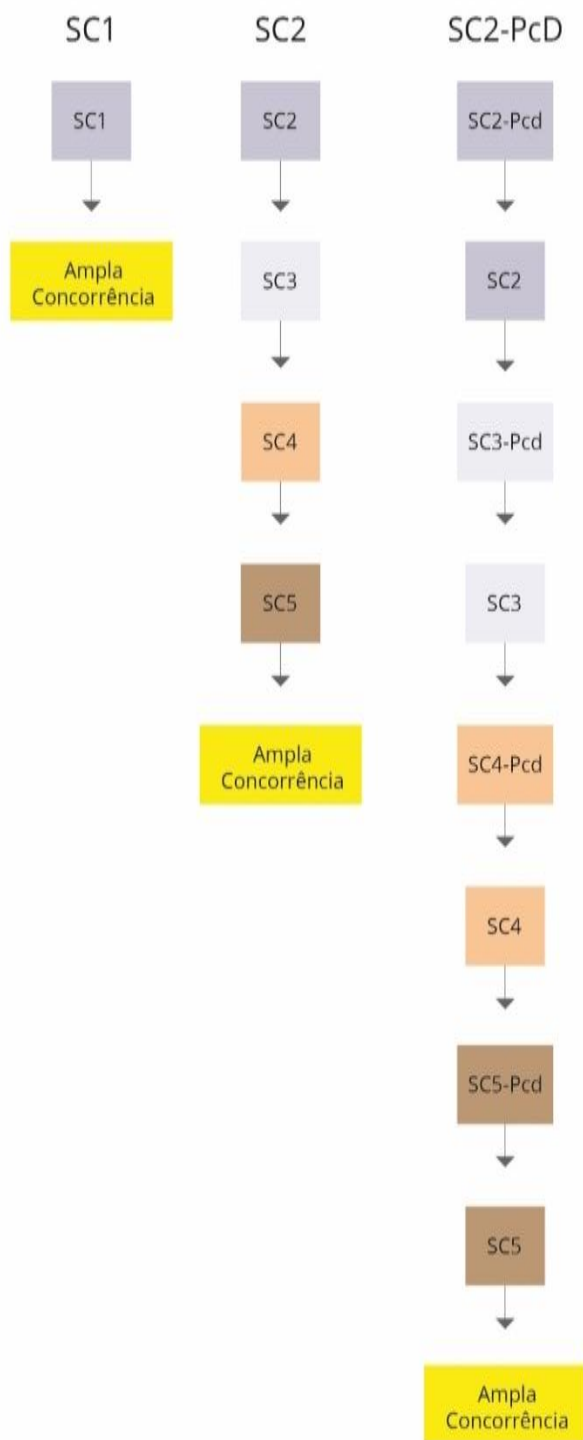 SC1
SC1
Ampla
Concorrência
SC2
SC2
SC3
SC4
SC5
Ampla
Concorrência
SC2-PcD
SC2-Pcd
SC2
SC3-Pcd
SC3
SC4-Pcd
SC4
SC5-Pcd
SC5
Ampla
Concorrência